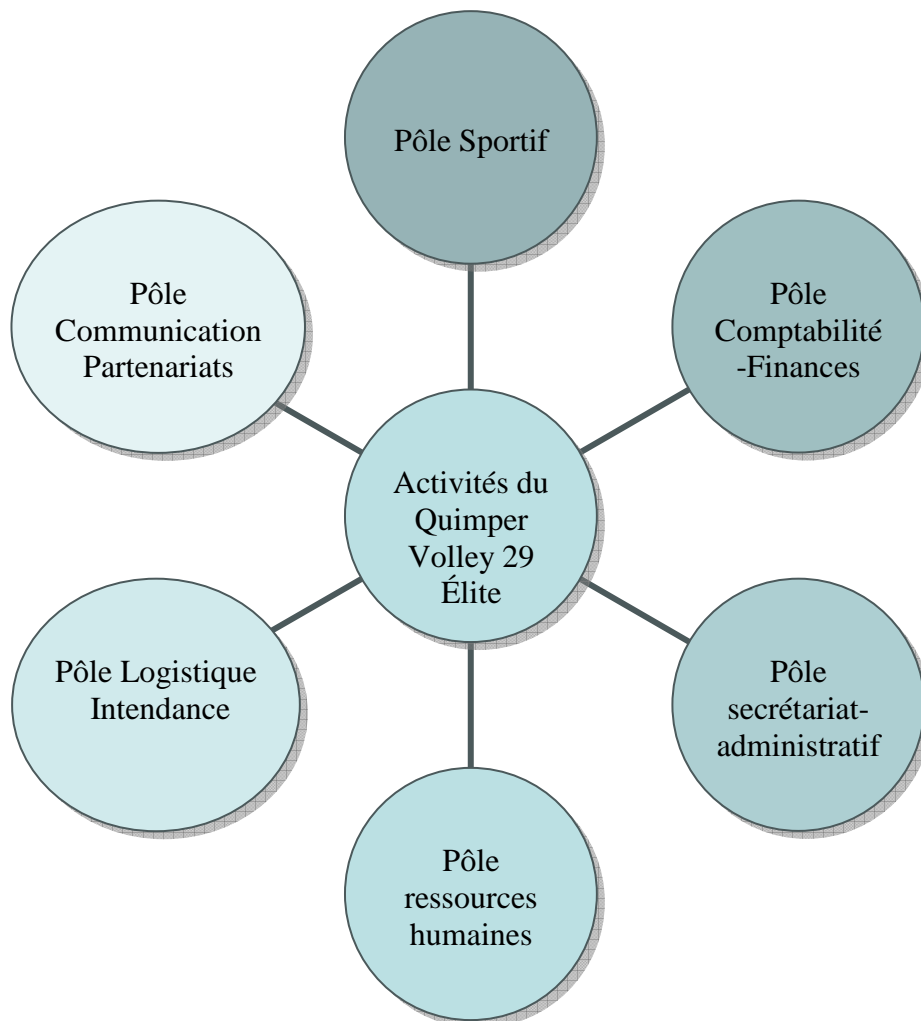 Pôle Sportif
Pôle
Communication
Partenariats
Pôle
Comptabilité
-Finances
Activités du
Quimper
Volley 29
Élite
Pôle Logistique
Intendance
Pôle
secrétariat-
administratif
Pôle
ressources
humaines